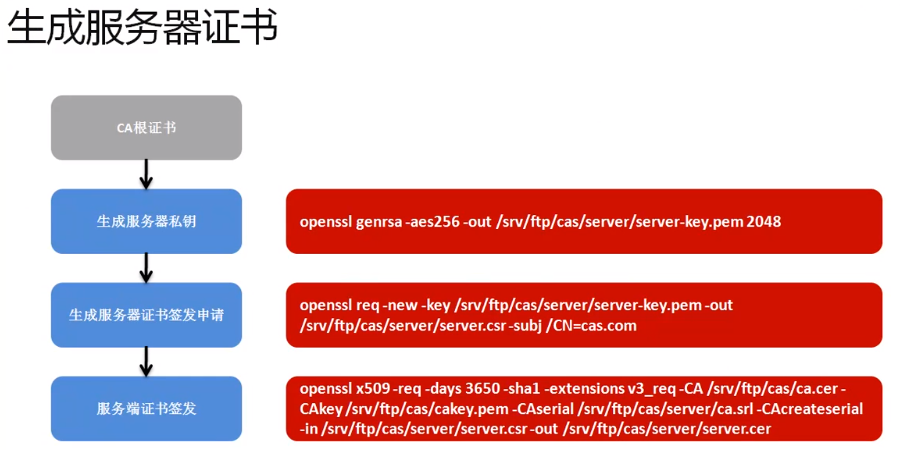 生成服务器证书
CA根证书
生成服务器私钥
openssl genrsa -aes256 -out /srv/ftp/cas/server/server-key.pem 2048
生成服务器证书签发申请
openssl req -new -key /srv/ftp/cas/server/server-key.pem -out
/srv/ftp/cas/server/server.csr -subj /CN=cas.com
服务端证书签发
openssl x509 -req -days 3650 -sha1 -extensions v3_req -CA /srv/ftp/cas/ca.cer -
CAkey /srv/ftp/cas/cakey.pem -CAserial /srv/ftp/cas/server/ca.srl -CAcreateserial
-in /srv/ftp/cas/server/server.csr -out /srv/ftp/cas/server/server.cer